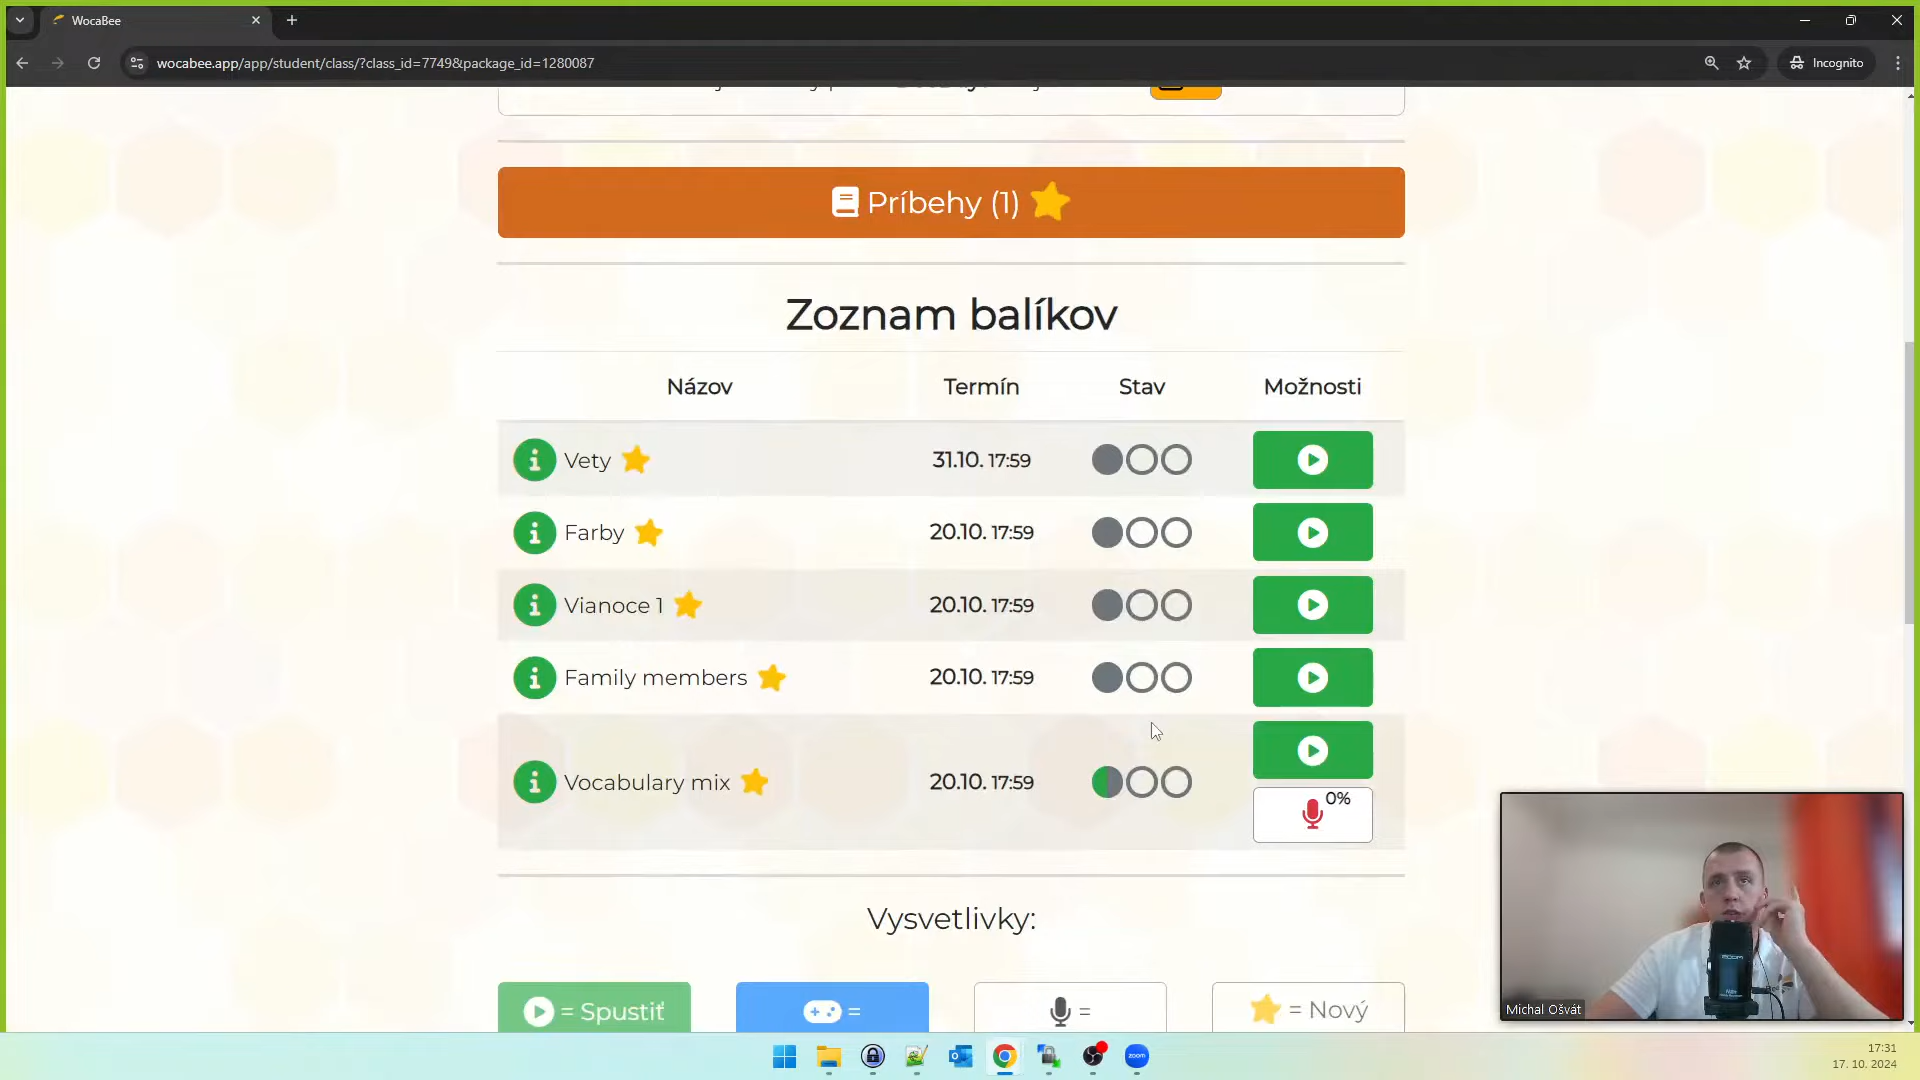 WocaBee
wocabee.app/app/student/class/?class_id=7749&package_id=1280087
Incognito
Príbehy (1)
Zoznam balíkov
Názov Termín Stav Možnosti
Vety 31.10. 17:59
Farby 20.10. 17:59
Vianoce 1 20.10. 17:59
Family members 20.10. 17:59
Vocabulary mix 20.10. 17:59
0%
Vysvetlivky:
= Spustiť
=
=
= Nový
Michal Ošvát
zoom
17:31
17. 10. 2024